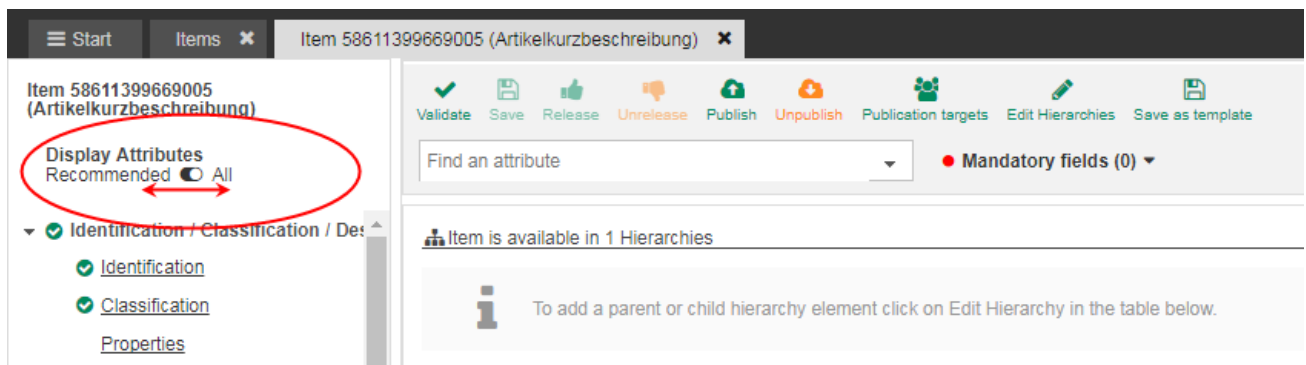 Start
Items
Item 58611399669005 (Artikelkurzbeschreibung)
Item 58611399669005
(Artikelkurzbeschreibung)
Display Attributes
Recommended All
Identification / Classification / Des
Identification
Classification
Properties
Validate Save Release Unrelease Publish Unpublish Publication targets Edit Hierarchies Save as template
Find an attribute
Mandatory fields (0)
Item is available in 1 Hierarchies
To add a parent or child hierarchy element click on Edit Hierarchy in the table below.